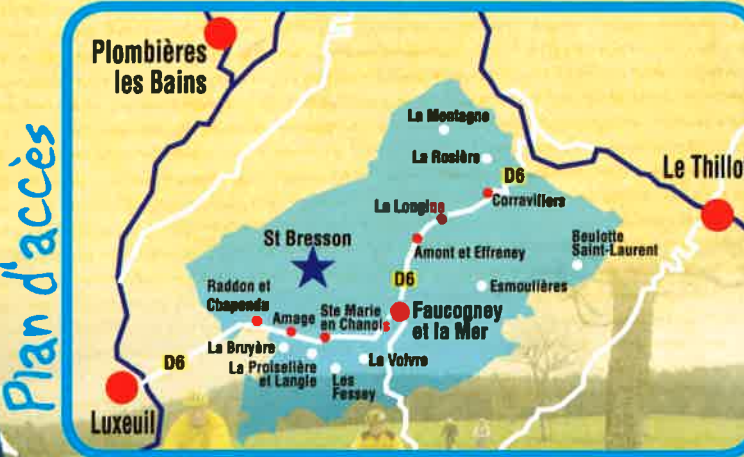 Plan d'accès
Plombières
les Bains
La Montagne
La Rosière
Le Thillo
D6
Corravillers
La Longine
St Bresson
Amont et Effreney
Beulotte
Saint-Laurent
D6
Esmoulières
Raddon et
Chapendu
Amage
Ste Marie
en Chanois
Faucogney
et la Mer
La Bruyère
La Voivre
D6
La Proiselière
et Langle
Les
Fessey
Luxeuil